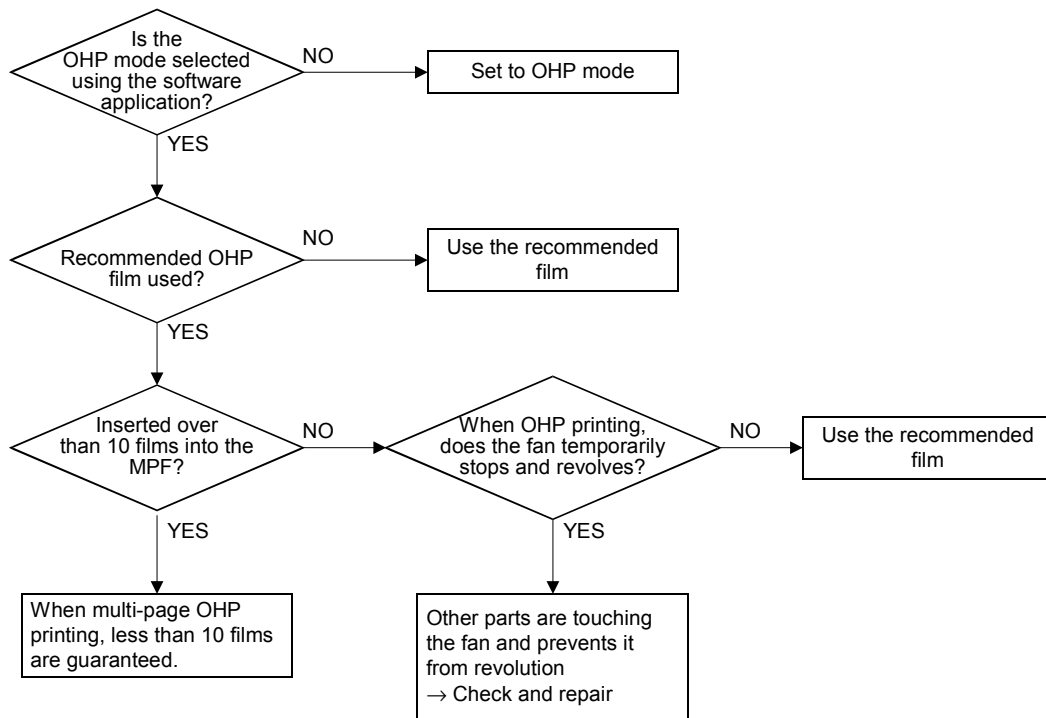 Is the
OHP mode selected
using the software
application?
NO
Set to OHP mode
YES
Recommended OHP
film used?
NO
Use the recommended
film
YES
Inserted over
than 10 films into the
MPF?
NO
When OHP printing,
does the fan temporarily
stops and revolves?
NO
Use the recommended
film
YES
YES
When multi-page OHP
printing, less than 10 films
are guaranteed.
Other parts are touching
the fan and prevents it
from revolution
→ Check and repair